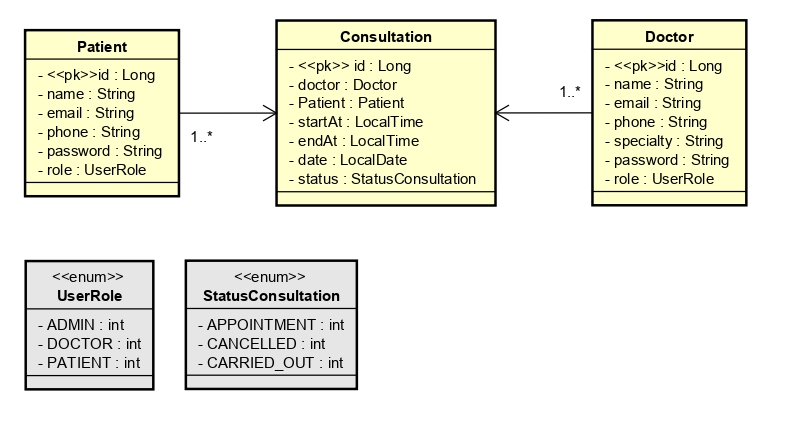 Patient
- <<pk>>id : Long
- name : String
- email : String
- phone : String
- password : String
- role : UserRole
1..*
Consultation
- <<pk>> id : Long
- doctor : Doctor
- Patient : Patient
- startAt : LocalTime
- endAt : LocalTime
- date : LocalDate
- status : StatusConsultation
1..*
Doctor
- <<pk>>id : Long
- name : String
- email : String
- phone : String
- specialty : String
- password : String
- role : UserRole
<<enum>>
UserRole
- ADMIN : int
- DOCTOR : int
- PATIENT : int
<<enum>>
StatusConsultation
- APPOINTMENT : int
- CANCELLED : int
- CARRIED_OUT : int